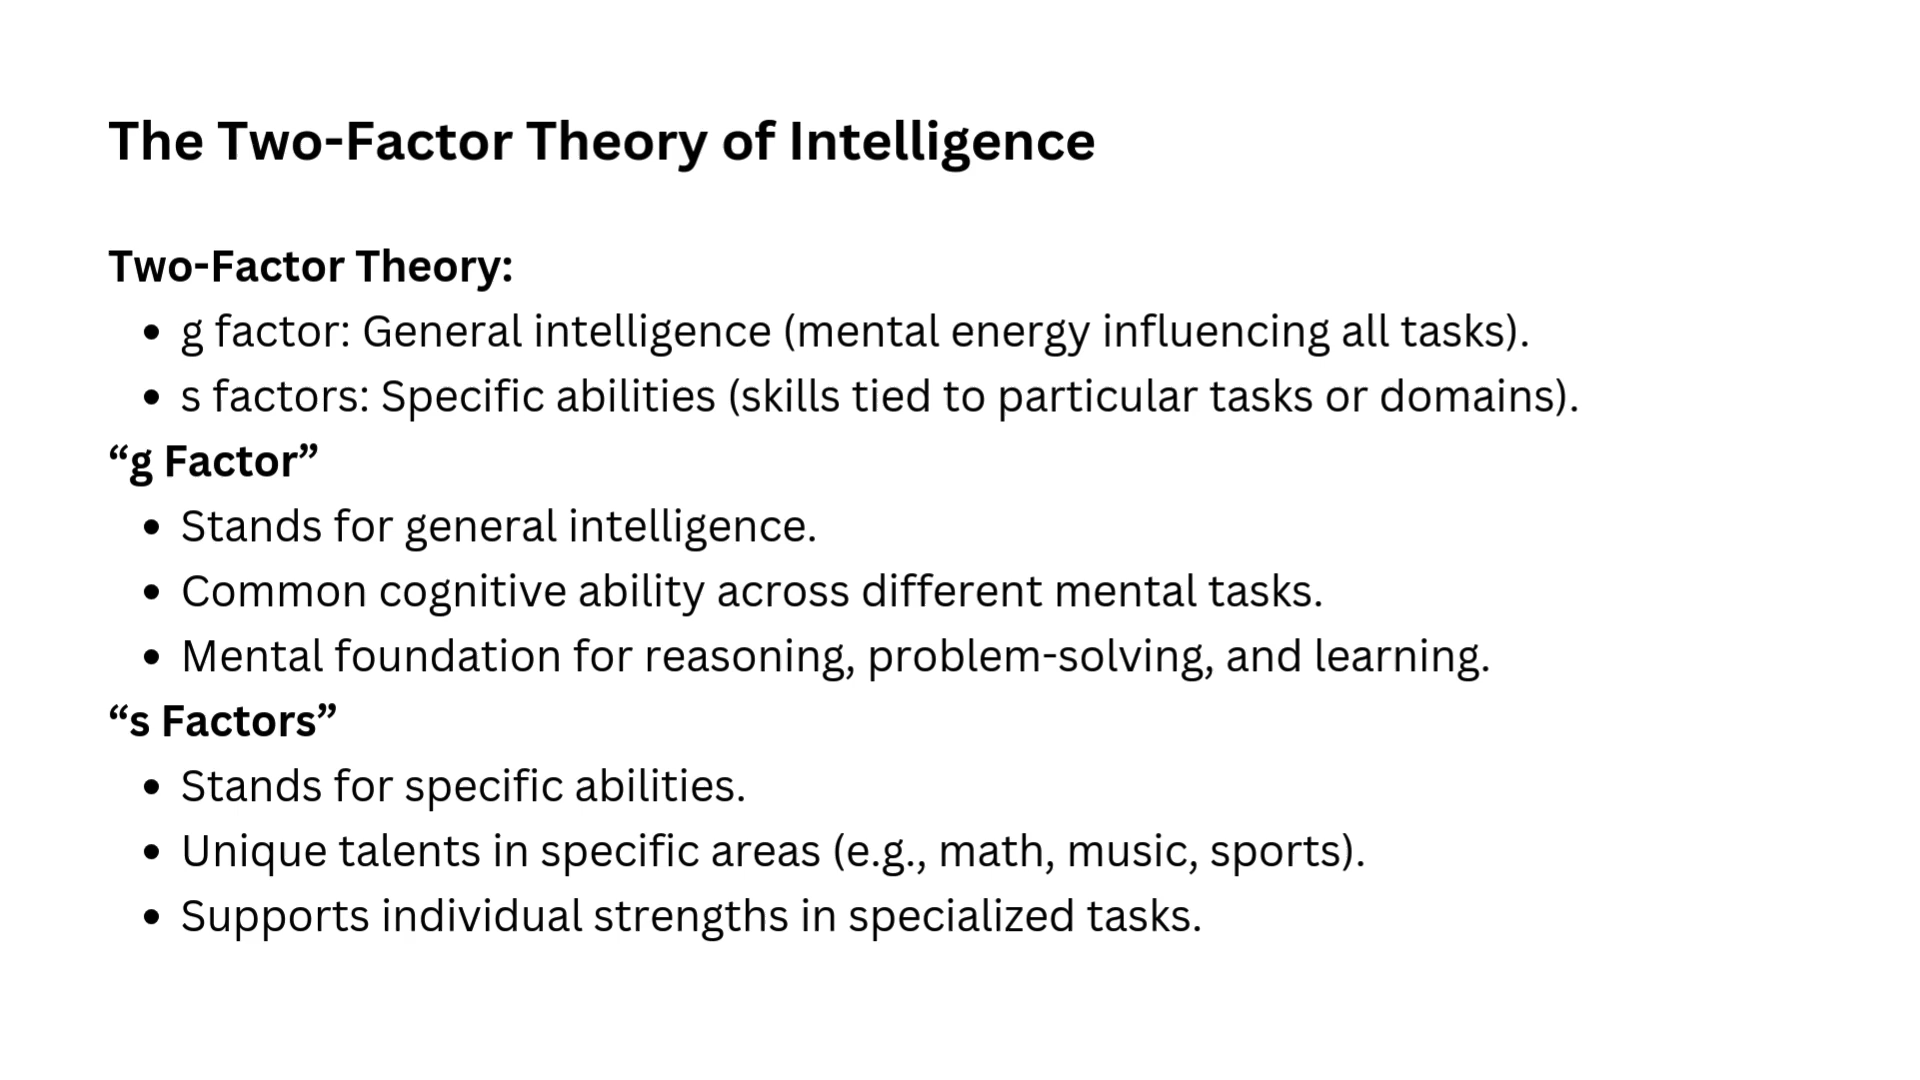 The Two-Factor Theory of Intelligence
Two-Factor Theory:
• g factor: General intelligence (mental energy influencing all tasks).
• s factors: Specific abilities (skills tied to particular tasks or domains).
“g Factor”
• Stands for general intelligence.
• Common cognitive ability across different mental tasks.
• Mental foundation for reasoning, problem-solving, and learning.
“s Factors”
• Stands for specific abilities.
• Unique talents in specific areas (e.g., math, music, sports).
• Supports individual strengths in specialized tasks.